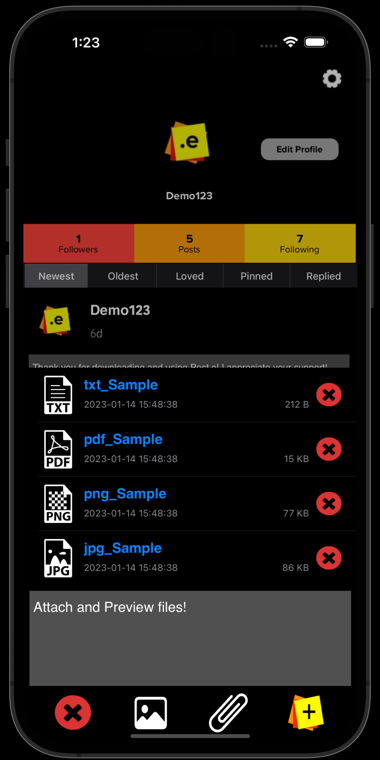 1:23
.e
Edit Profile
Demo123
1 5 7
Followers Posts Following
Newest Oldest Loved Pinned Replied
.e
Demo123
6d
Thank you for downloading and using Post.e! I appreciate your support!
TXT
txt_Sample
2023-01-14 15:48:38
212 B
PDF
pdf_Sample
2023-01-14 15:48:38
15 KB
PNG
png_Sample
2023-01-14 15:48:38
77 KB
JPG
jpg_Sample
2023-01-14 15:48:38
86 KB
Attach and Preview files!